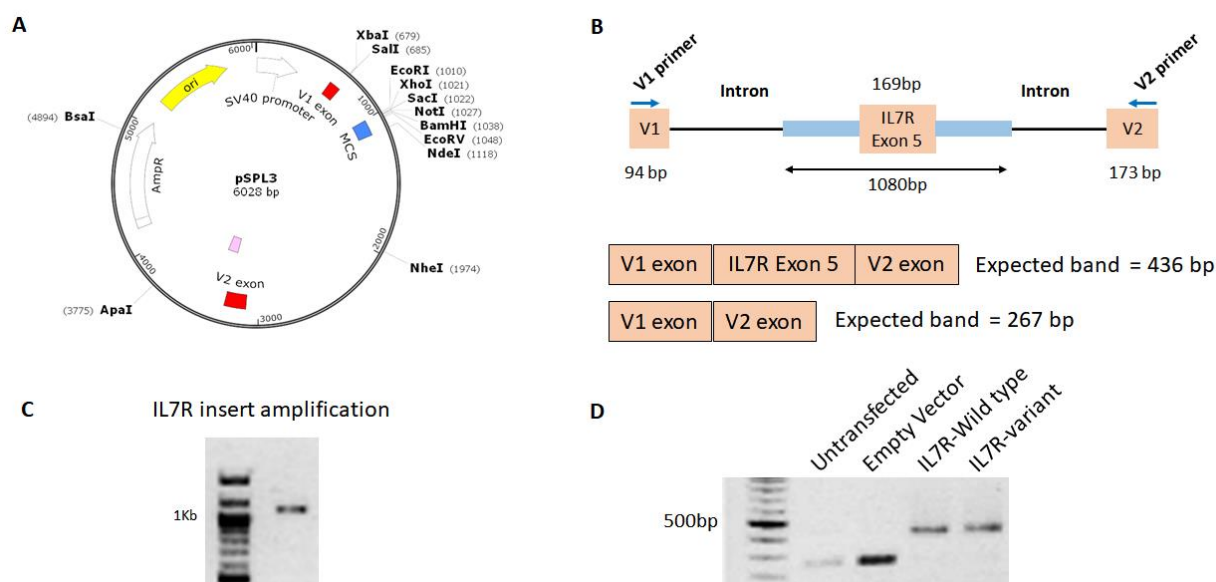 A
6000
XbaI (679)
SalI (685)
EcoRI (1010)
XhoI (1021)
SacI (1022)
NotI (1027)
BamHI (1038)
EcoRV (1048)
NdeI (1118)
ori
SV40 promoter
V1 exon
1000
MCS
(4894) BsaI
5000
AmpR
pSPL3
6028 bp
2000
NheI (1974)
4000
(3775) ApaI
V2 exon
3000
B
V1 primer
V2 primer
Intron
169bp
Intron
V1
IL7R
Exon 5
V2
94 bp
1080bp
173 bp
V1 exon IL7R Exon 5 V2 exon Expected band = 436 bp
V1 exon V2 exon Expected band = 267 bp
C
IL7R insert amplification
1Kb
D
Untransfected
Empty Vector
IL7R-Wild type
IL7R-variant
500bp